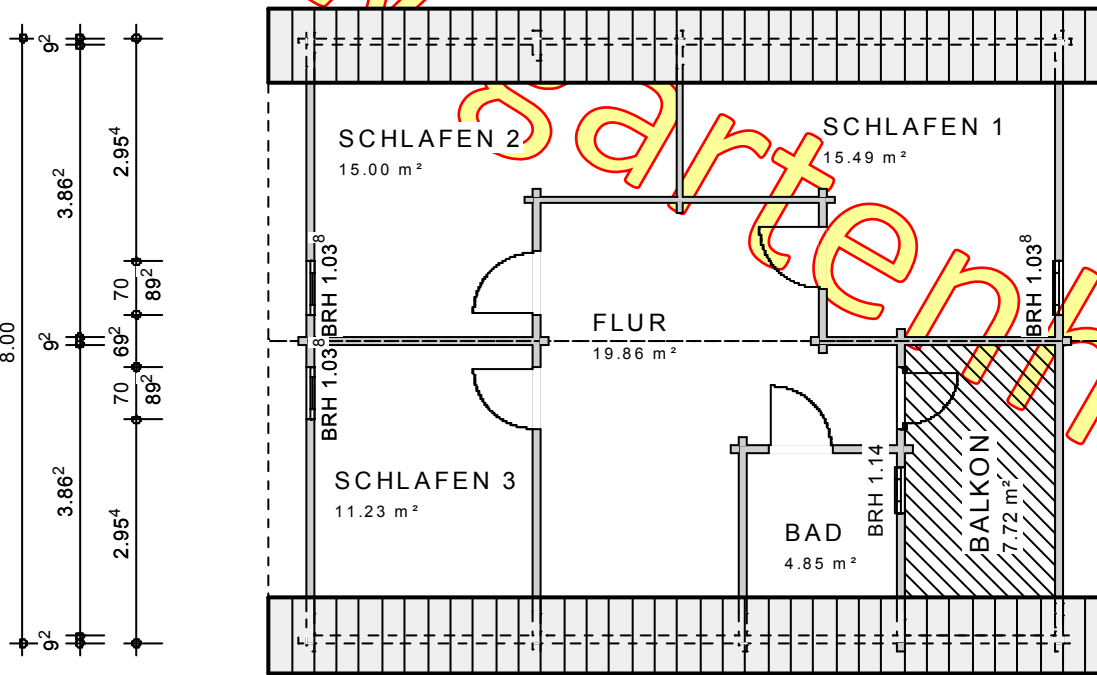 SCHLAFEN 2
15.00 m²
SCHLAFEN 1
15.49 m²
FLUR
19.86 m²
SCHLAFEN 3
11.23 m²
BAD
4.85 m²
BALKON
7.72 m²
BRH 1.03⁸
BRH 1.03⁸
BRH 1.03⁸
BRH 1.14
8.00
9²
3.86²
9²
3.86²
9²
2.95⁴
70
89²
69²
70
89²
2.95⁴